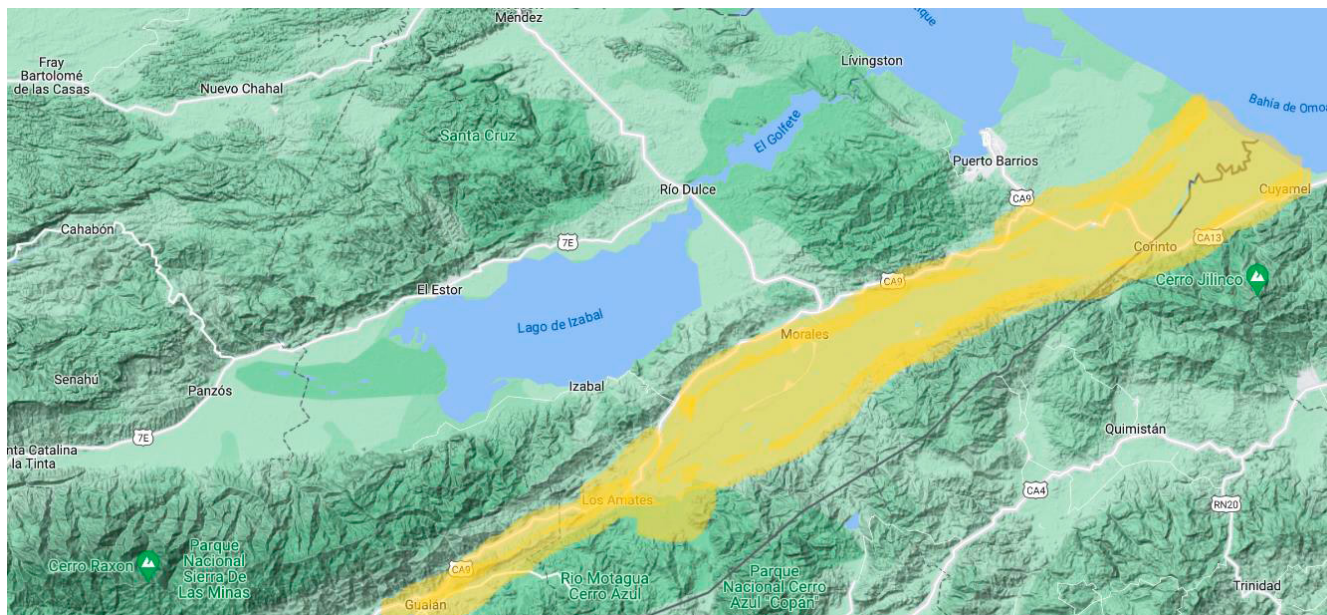 Méndez
Fray
Bartolomé
de las Casas
Nuevo Chahal
Lívingston
Bahía de Omoa
Santa Cruz
El Golfete
Puerto Barrios
Río Dulce
CA9
Cuyamel
Cahabón
7E
Corinto
CA13
El Estor
CA9
Cerro Jilinco
Lago de Izabal
Morales
Senahú
Panzós
Izabal
7E
Quimistán
la Tinta
CA4
Los Amates
RN20
Cerro Raxon
Parque
Nacional
Sierra De
Las Minas
CA9
Rio Motagua
Cerro Azul
Parque
Nacional Cerro
Azul "Copán"
Gualán
Trinidad